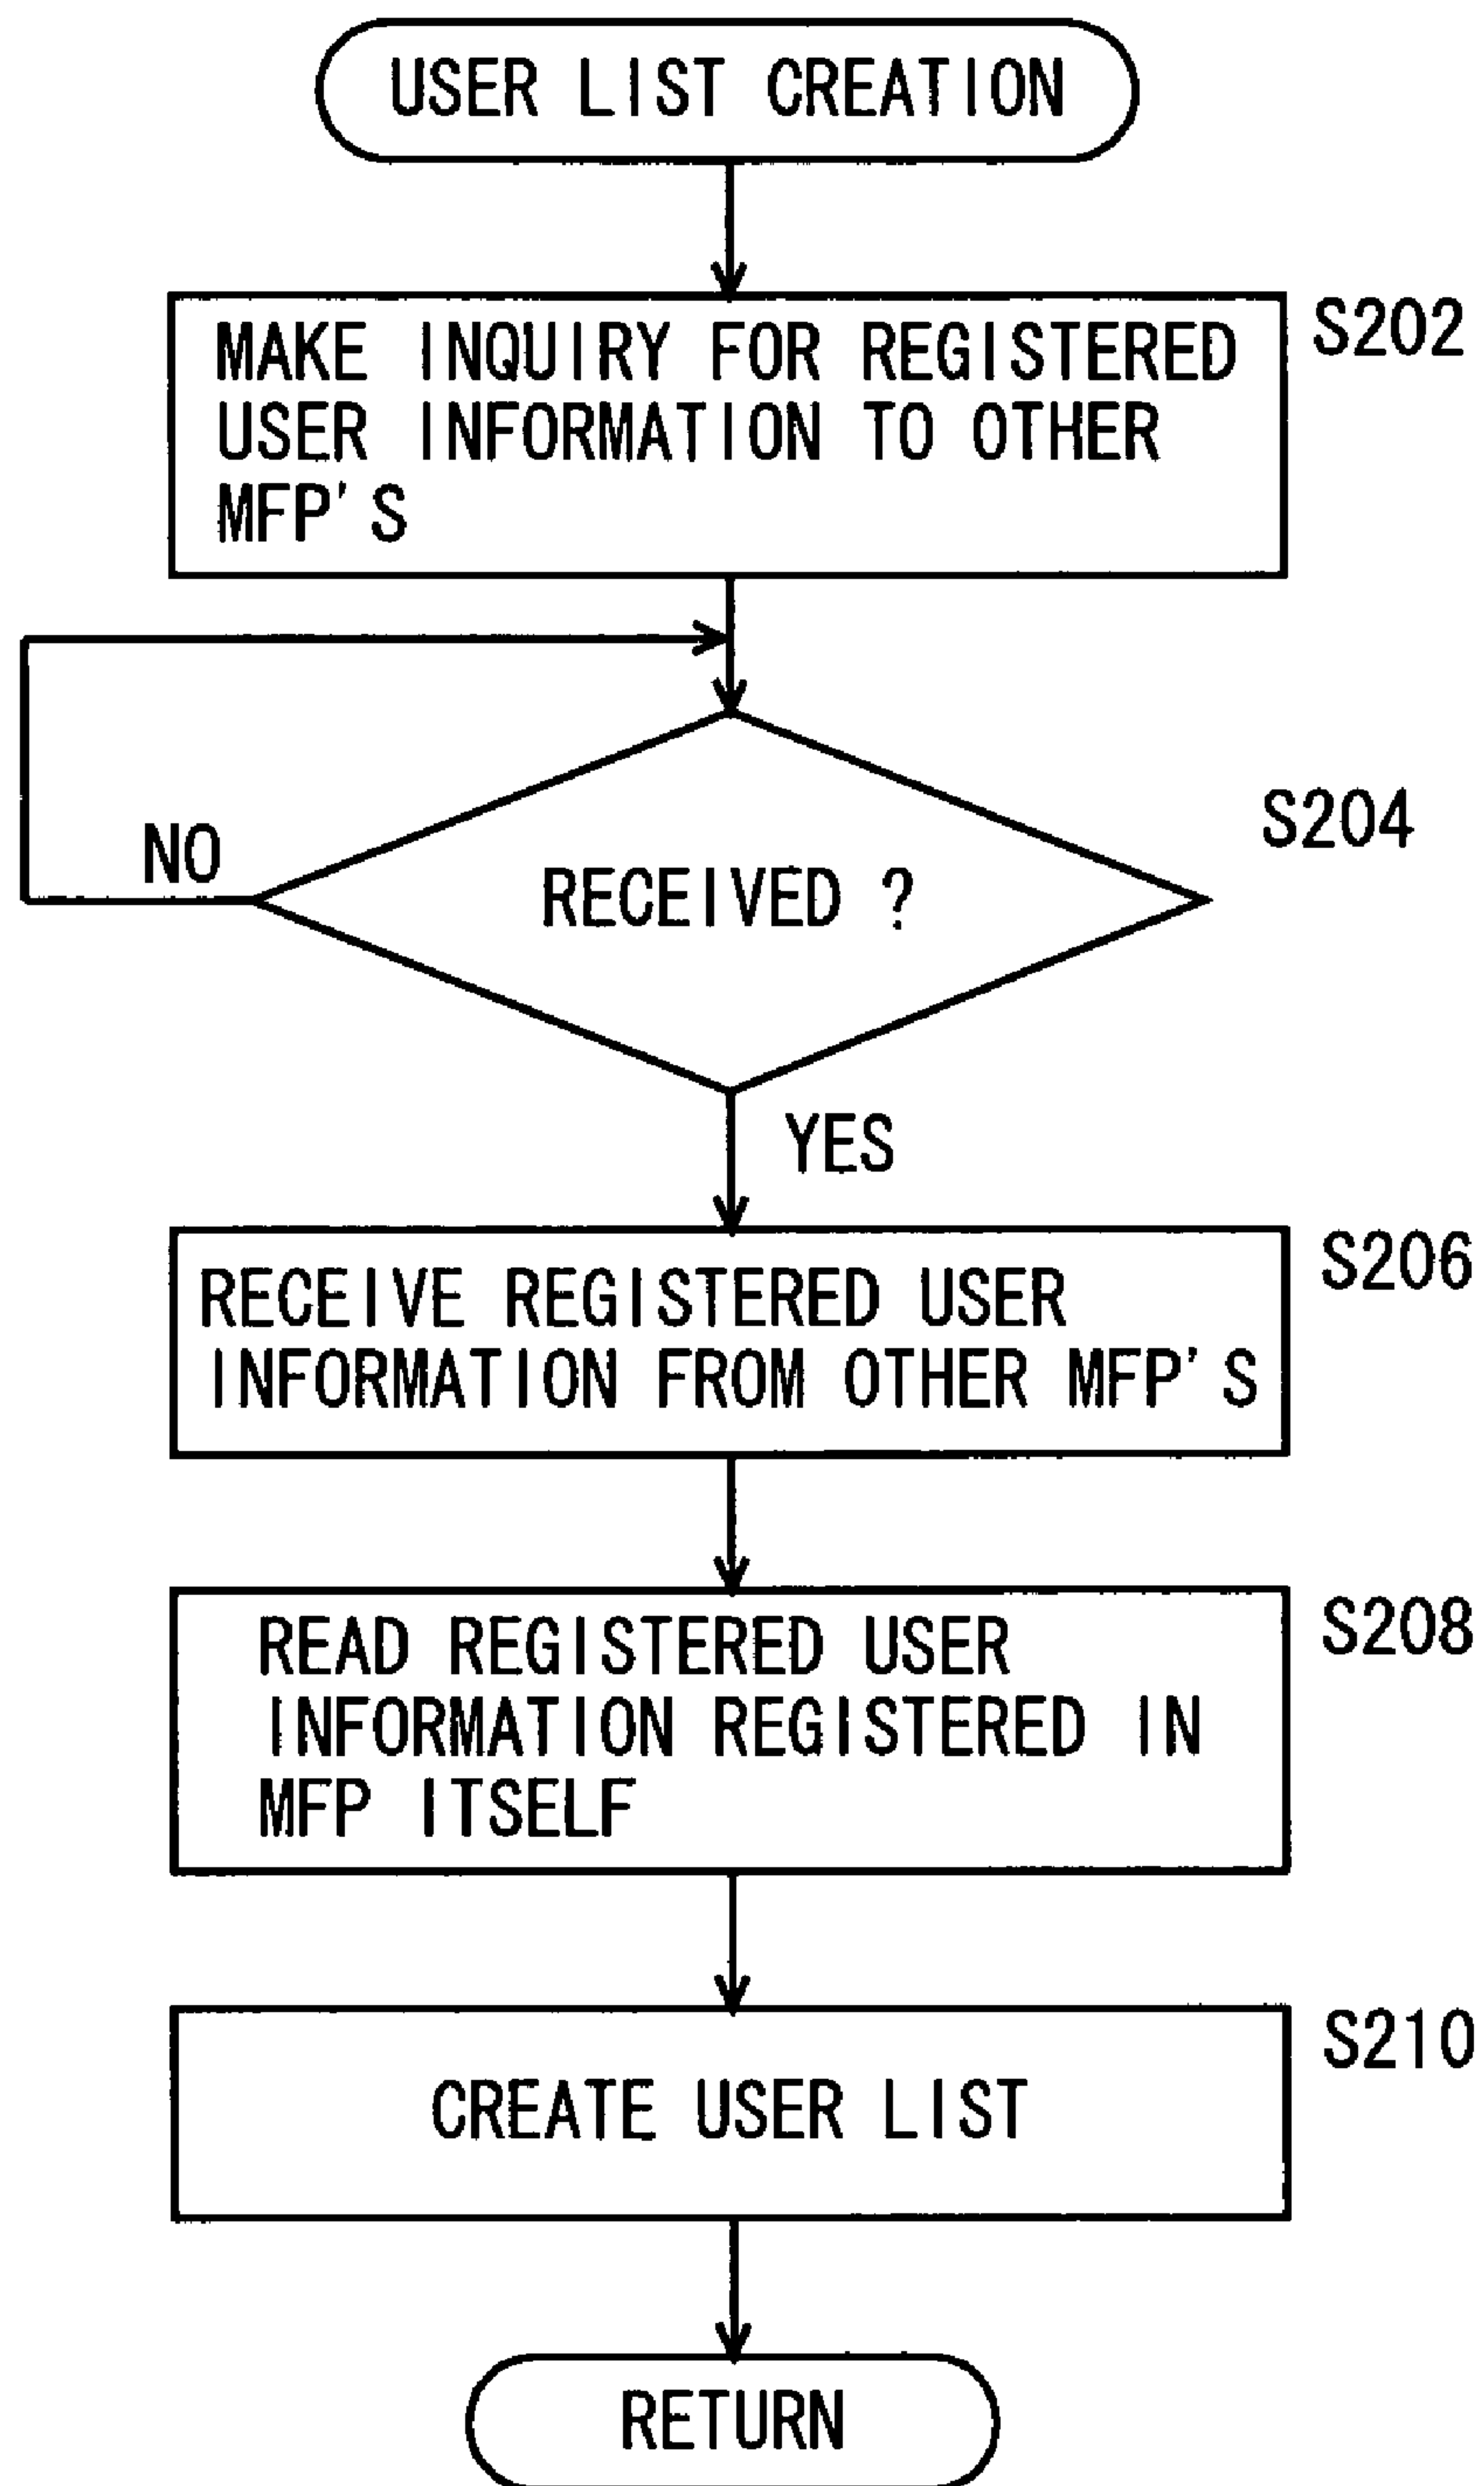 USER LIST CREATION
MAKE INQUIRY FOR REGISTERED
USER INFORMATION TO OTHER
MFP'S
S202
NO
RECEIVED ?
S204
YES
RECEIVE REGISTERED USER
INFORMATION FROM OTHER MFP'S
S206
READ REGISTERED USER
INFORMATION REGISTERED IN
MFP ITSELF
S208
CREATE USER LIST
S210
RETURN